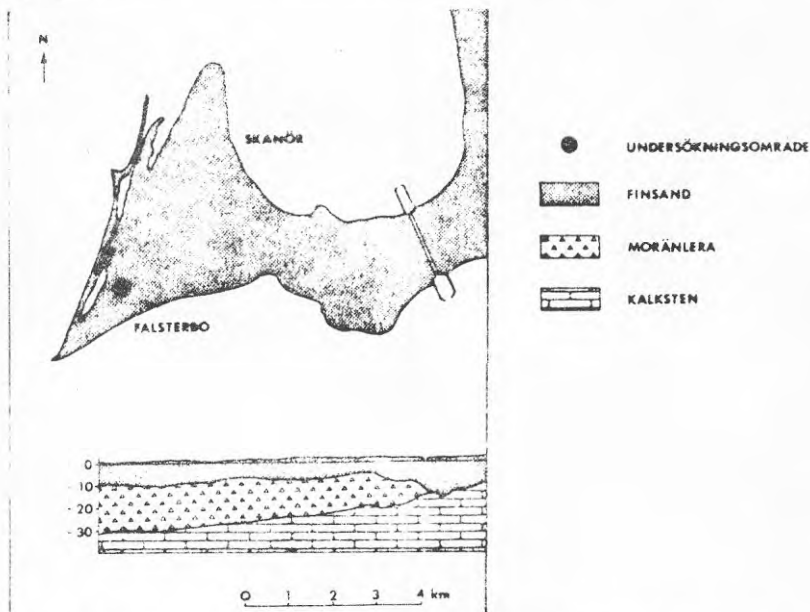 N
SKANÖR
FALSTERBO
UNDERSÖKNINGSOMRÅDE
FINSAND
MORÄNLERA
KALKSTEN
0
- 10
- 20
- 30
0 1 2 3 4 km